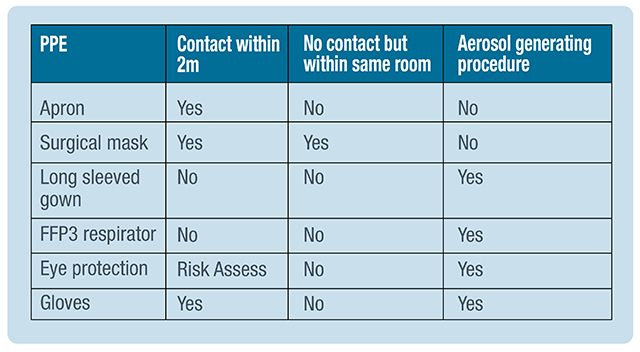 PPE Contact within 2m No contact but within same room Aerosol generating procedure
Apron Yes No No
Surgical mask Yes Yes No
Long sleeved gown No No Yes
FFP3 respirator No No Yes
Eye protection Risk Assess No Yes
Gloves Yes No Yes